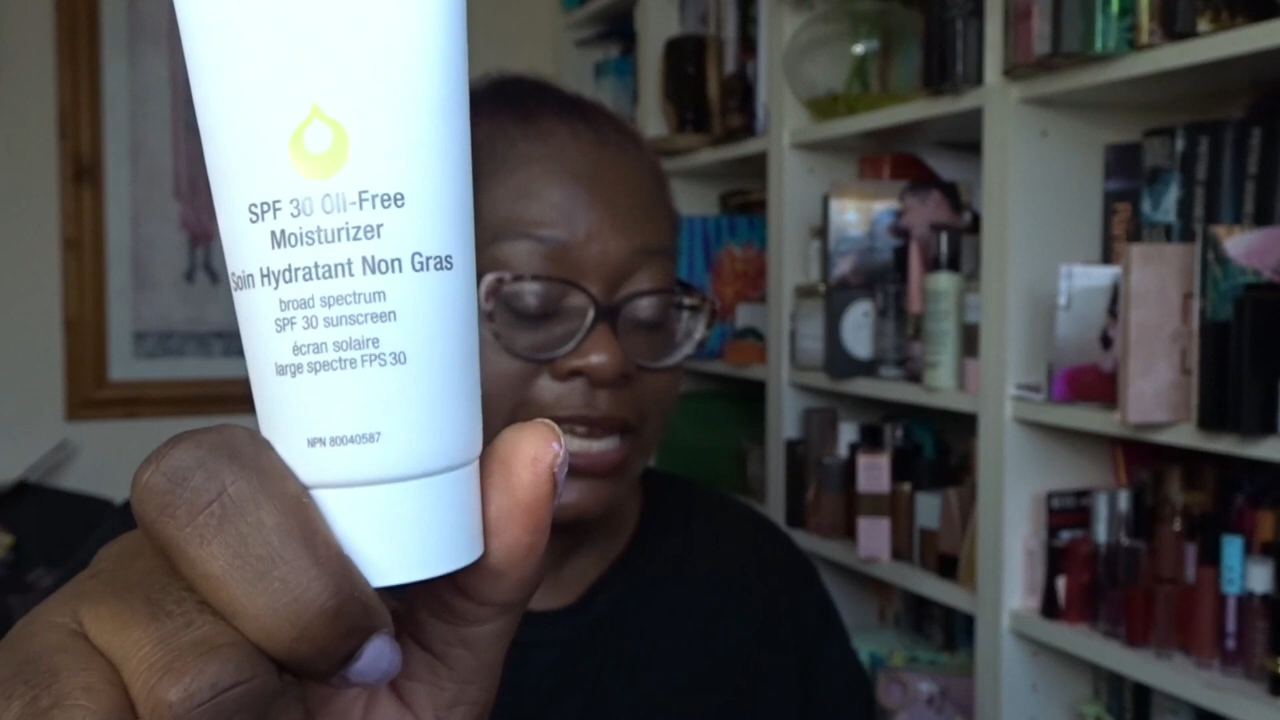 SPF 30 Oil-Free
Moisturizer
Soin Hydratant Non Gras
broad spectrum
SPF 30 sunscreen
écran solaire
large spectre FPS 30
NPN 80040587